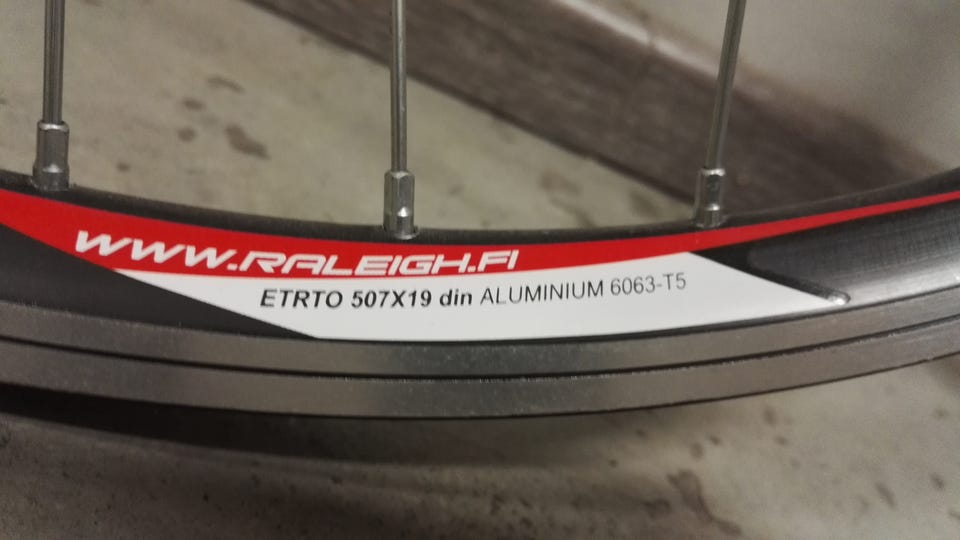 WWW.RALEIGH.FI
ETRTO 507X19 din ALUMINIUM 6063-T5